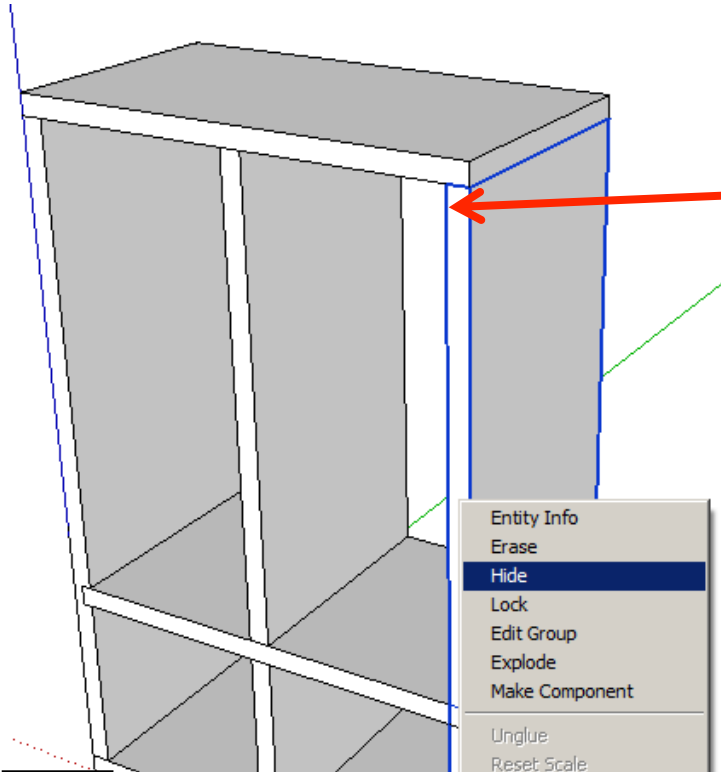 Entity Info
Erase
Hide
Lock
Edit Group
Explode
Make Component
Unglue
Reset Scale